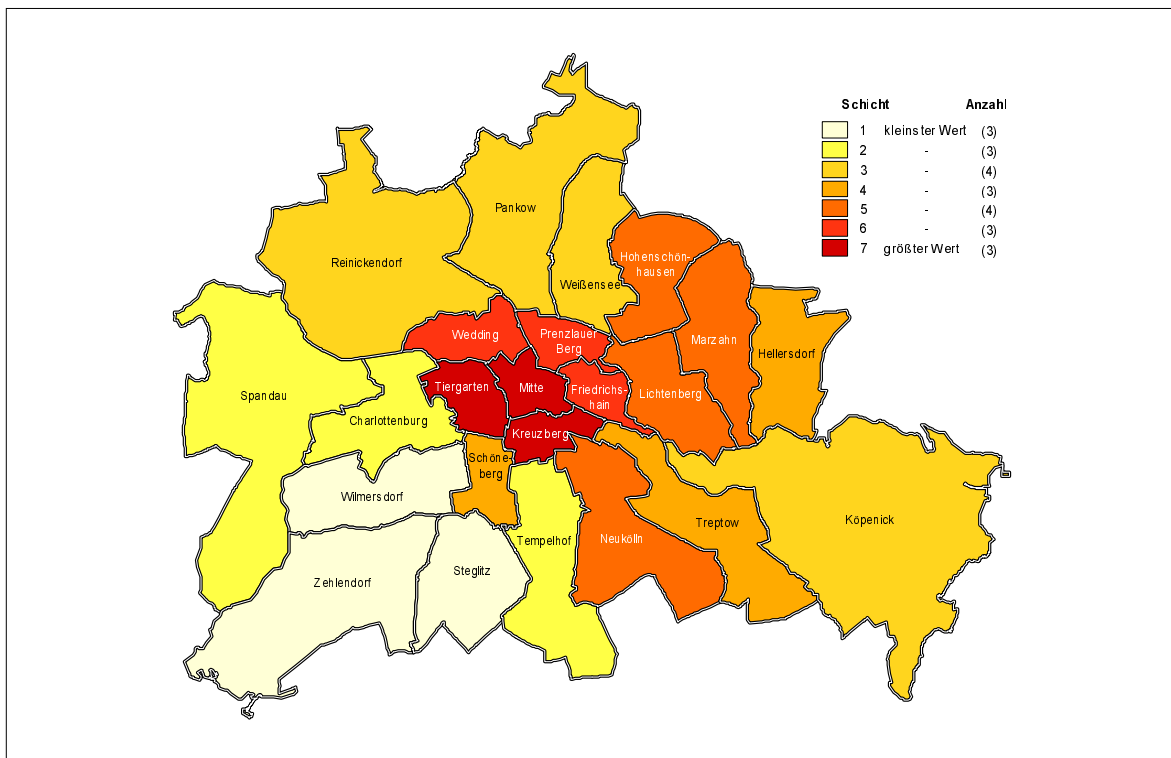 Schicht Anzahl
1 kleinster Wert (3)
2 - (3)
3 - (4)
4 - (3)
5 - (4)
6 - (3)
7 größter Wert (3)
Pankow
Reinickendorf
Weißensee
Hohenschön-
hausen
Wedding
Prenzlauer
Berg
Marzahn
Hellersdorf
Spandau
Charlottenburg
Tiergarten
Mitte
Friedrichs-
hain
Lichtenberg
Kreuzberg
Schöne-
berg
Wilmersdorf
Tempelhof
Neukölln
Treptow
Köpenick
Zehlendorf
Steglitz